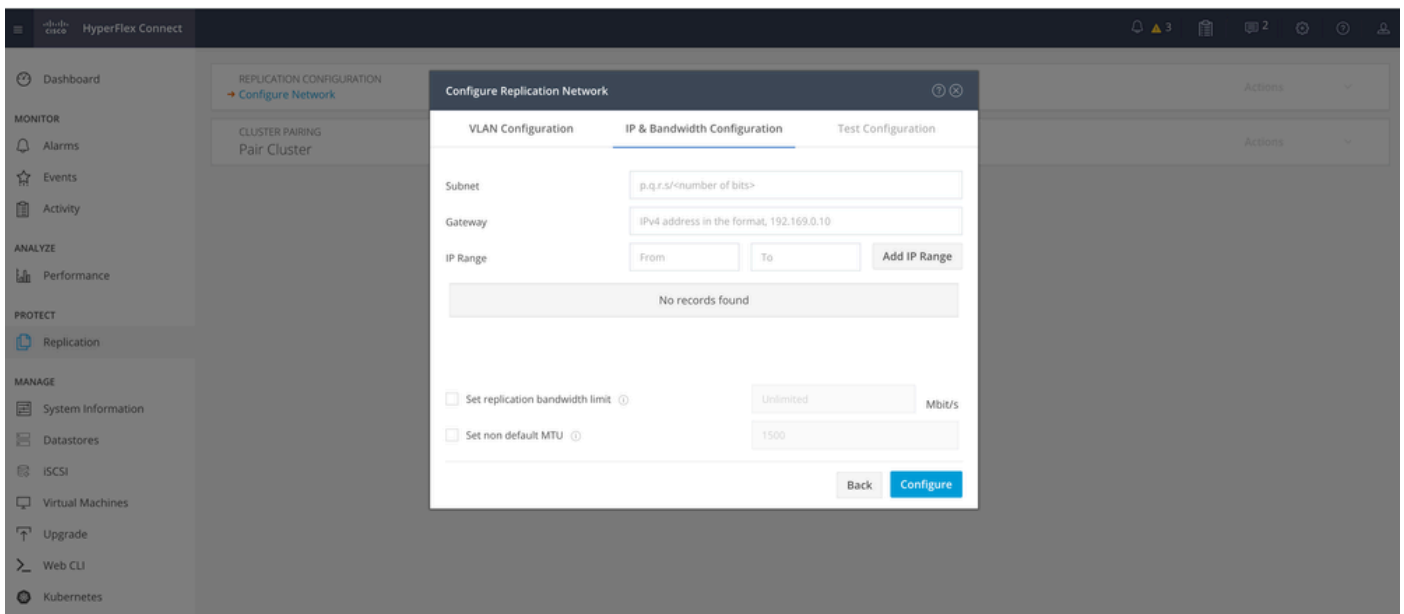 cisco HyperFlex Connect
3
2
Dashboard
MONITOR
Alarms
Events
Activity
ANALYZE
Performance
PROTECT
Replication
MANAGE
System Information
Datastores
iSCSI
Virtual Machines
Upgrade
Web CLI
Kubernetes
REPLICATION CONFIGURATION
Configure Network
Actions
CLUSTER PAIRING
Pair Cluster
Actions
Configure Replication Network
VLAN Configuration IP & Bandwidth Configuration Test Configuration
Subnet p.q.r.s/<number of bits>
Gateway IPv4 address in the format, 192.169.0.10
IP Range From To Add IP Range
No records found
Set replication bandwidth limit Unlimited Mbit/s
Set non default MTU 1500
Back Configure